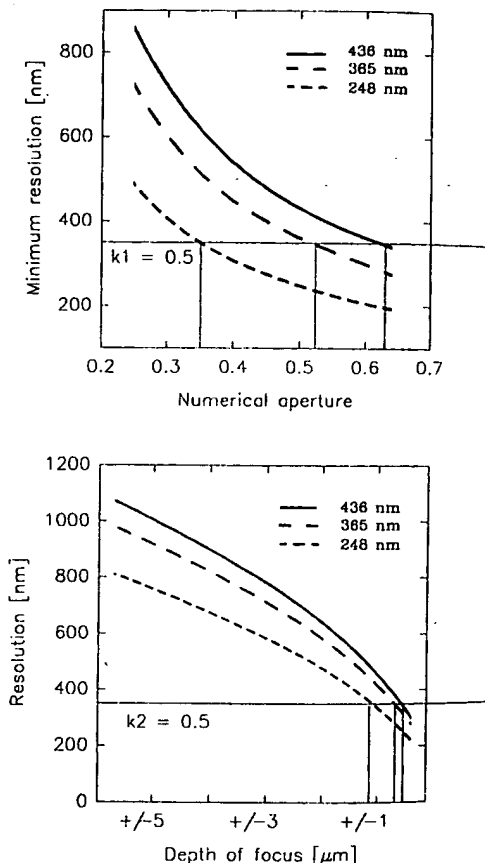 Minimum resolution [nm]
800
600
400
200
436 nm
365 nm
248 nm
k1 = 0.5
0.2 0.3 0.4 0.5 0.6 0.7
Numerical aperture
Resolution [nm]
1200
1000
800
600
400
200
0
436 nm
365 nm
248 nm
k2 = 0.5
+/-5 +/-3 +/-1
Depth of focus [μm]